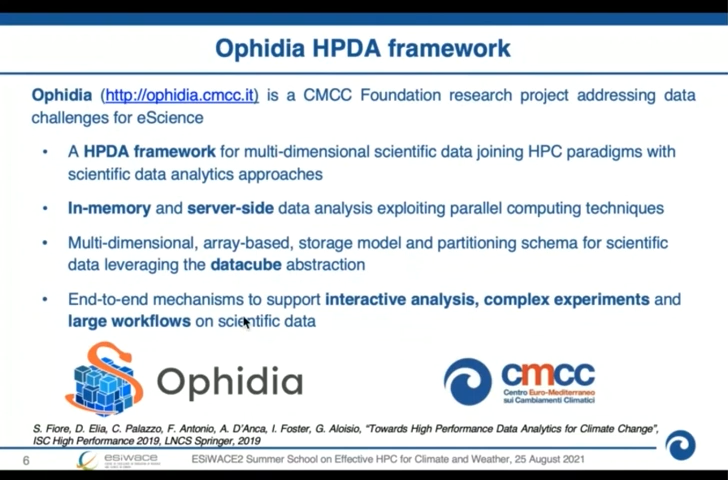 Ophidia HPDA framework
Ophidia (http://ophidia.cmcc.it) is a CMCC Foundation research project addressing data
challenges for eScience
• A HPDA framework for multi-dimensional scientific data joining HPC paradigms with
scientific data analytics approaches
• In-memory and server-side data analysis exploiting parallel computing techniques
• Multi-dimensional, array-based, storage model and partitioning schema for scientific
data leveraging the datacube abstraction
• End-to-end mechanisms to support interactive analysis, complex experiments and
large workflows on scientific data
Ophidia
cmcc
Centro Euro-Mediterraneo
sui Cambiamenti Climatici
S. Fiore, D. Elia, C. Palazzo, F. Antonio, A. D'Anca, I. Foster, G. Aloisio, "Towards High Performance Data Analytics for Climate Change",
ISC High Performance 2019, LNCS Springer, 2019
6
esiwace
ESiWACE2 Summer School on Effective HPC for Climate and Weather, 25 August 2021